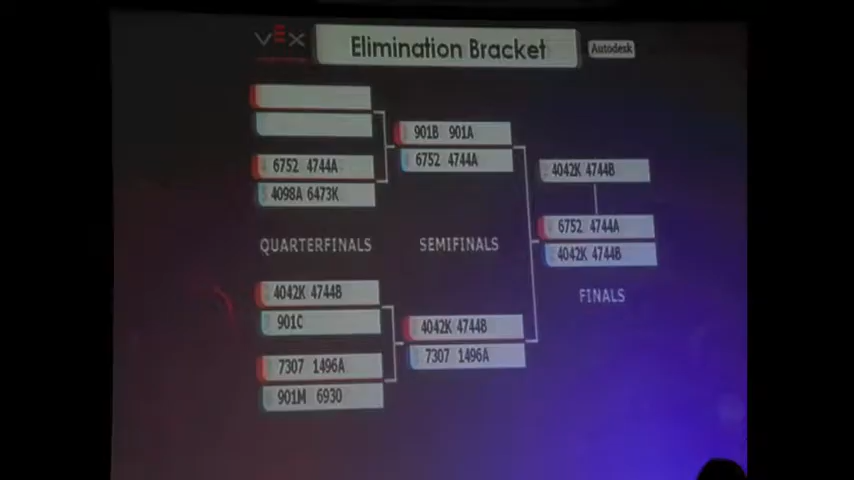 VEX
Elimination Bracket
Autodesk
6752 4744A
4098A 6473K
901B 901A
6752 4744A
4042K 4744B
6752 4744A
4042K 4744B
QUARTERFINALS
SEMIFINALS
FINALS
4042K 4744B
901C
7307 1496A
901M 6930
4042K 4744B
7307 1496A